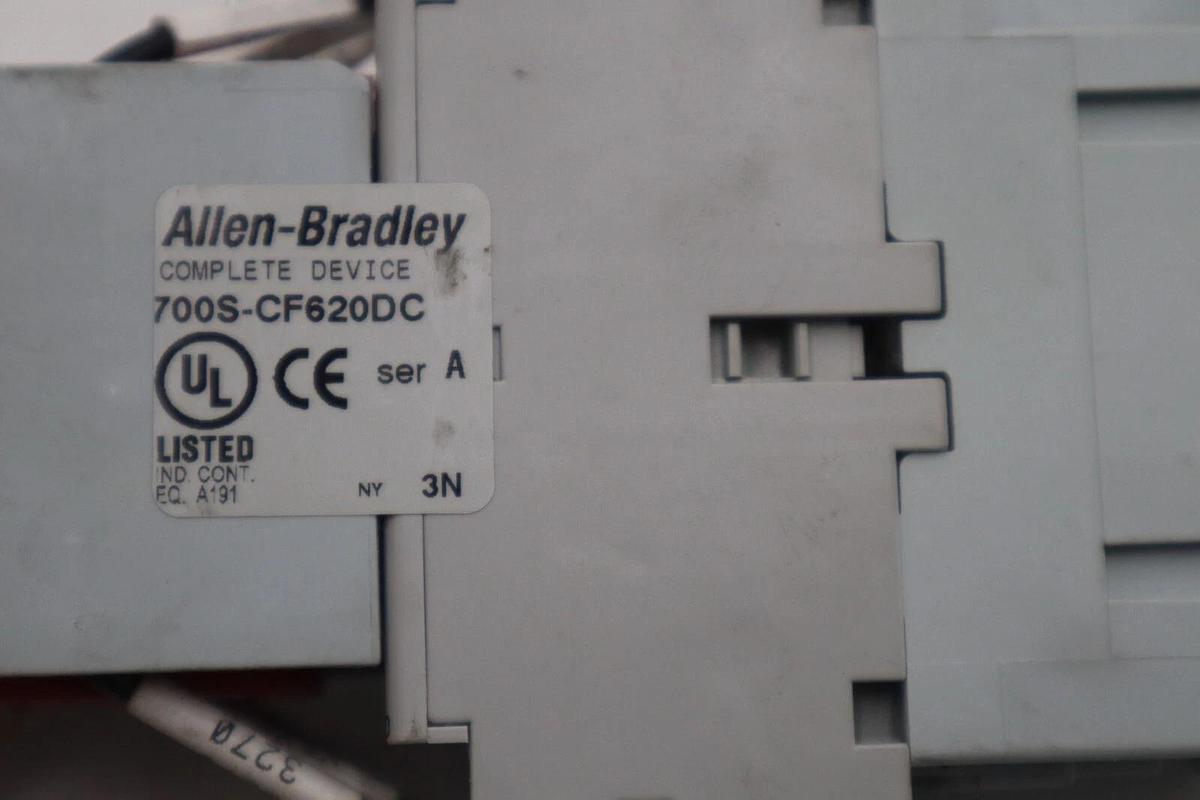 Allen-Bradley
COMPLETE DEVICE
700S-CF620DC
UL CE ser A
LISTED
IND. CONT.
EQ. A191 NY 3N
3270